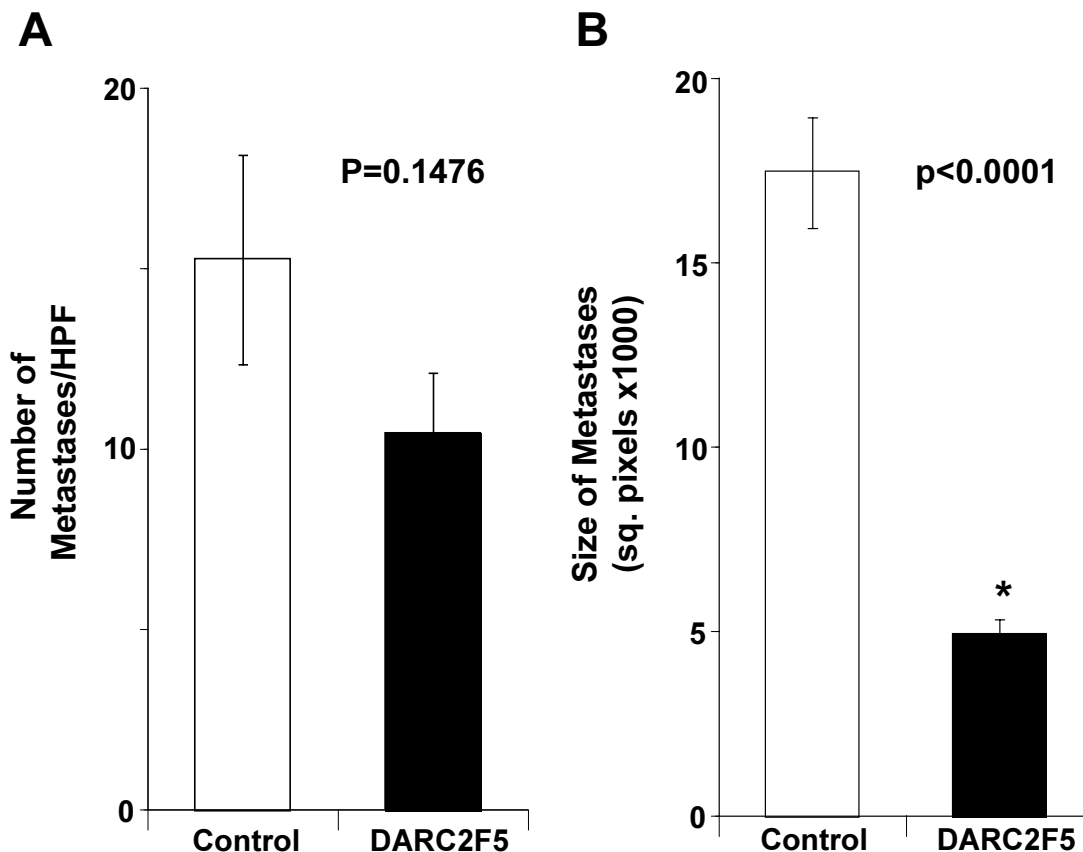 A
20
10
0
Number of
Metastases/HPF
P=0.1476
Control
DARC2F5
B
20
15
10
5
0
Size of Metastases
(sq. pixels x1000)
p<0.0001
*
Control
DARC2F5